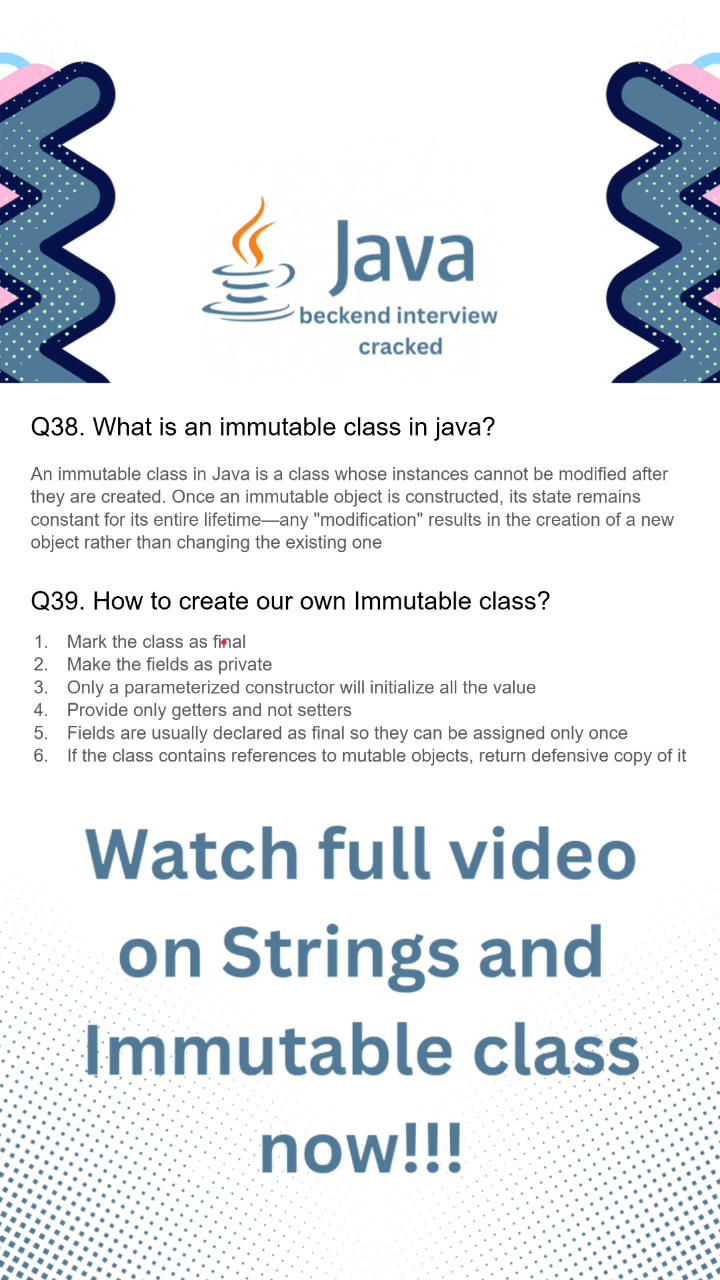 Java
beckend interview
cracked
Q38. What is an immutable class in java?
An immutable class in Java is a class whose instances cannot be modified after
they are created. Once an immutable object is constructed, its state remains
constant for its entire lifetime—any "modification" results in the creation of a new
object rather than changing the existing one
Q39. How to create our own Immutable class?
1. Mark the class as final
2. Make the fields as private
3. Only a parameterized constructor will initialize all the value
4. Provide only getters and not setters
5. Fields are usually declared as final so they can be assigned only once
6. If the class contains references to mutable objects, return defensive copy of it
Watch full video
on Strings and
Immutable class
now!!!